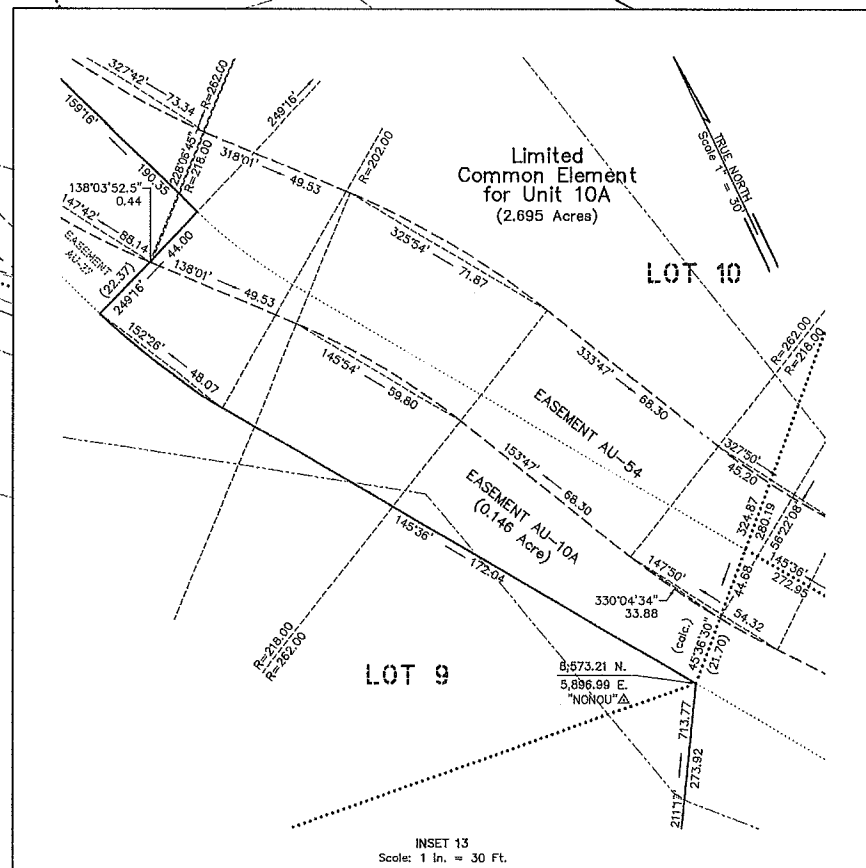 327°42'
73.34
R=262.00
228°06'45"
R=218.00
249°16'
159°16'
190.35
318°01'
49.53
R=202.00
Limited
Common Element
for Unit 10A
(2.695 Acres)
TRUE NORTH
Scale 1" = 30'
LOT 10
138°03'52.5"
0.44
147°42'
88.14
EASEMENT
AU-27
(22.37)
249°16'
44.00
138°01'
49.53
325°54'
71.87
152°26'
48.07
145°54'
59.80
333°47'
68.30
R=262.00
R=218.00
EASEMENT AU-54
327°50'
45.20
153°47'
68.30
EASEMENT AU-10A
(0.146 Acre)
324.87
280.19
56°22'08"
145°36'
272.95
145°36'
172.04
147°50'
54.32
330°04'34"
33.88
44.68
(calc.)
45°36'30"
(21.70)
R=218.00
R=262.00
LOT 9
6,573.21 N.
5,896.99 E.
"NONOU"
713.77
273.92
211°17'
INSET 13
Scale: 1 In. = 30 Ft.